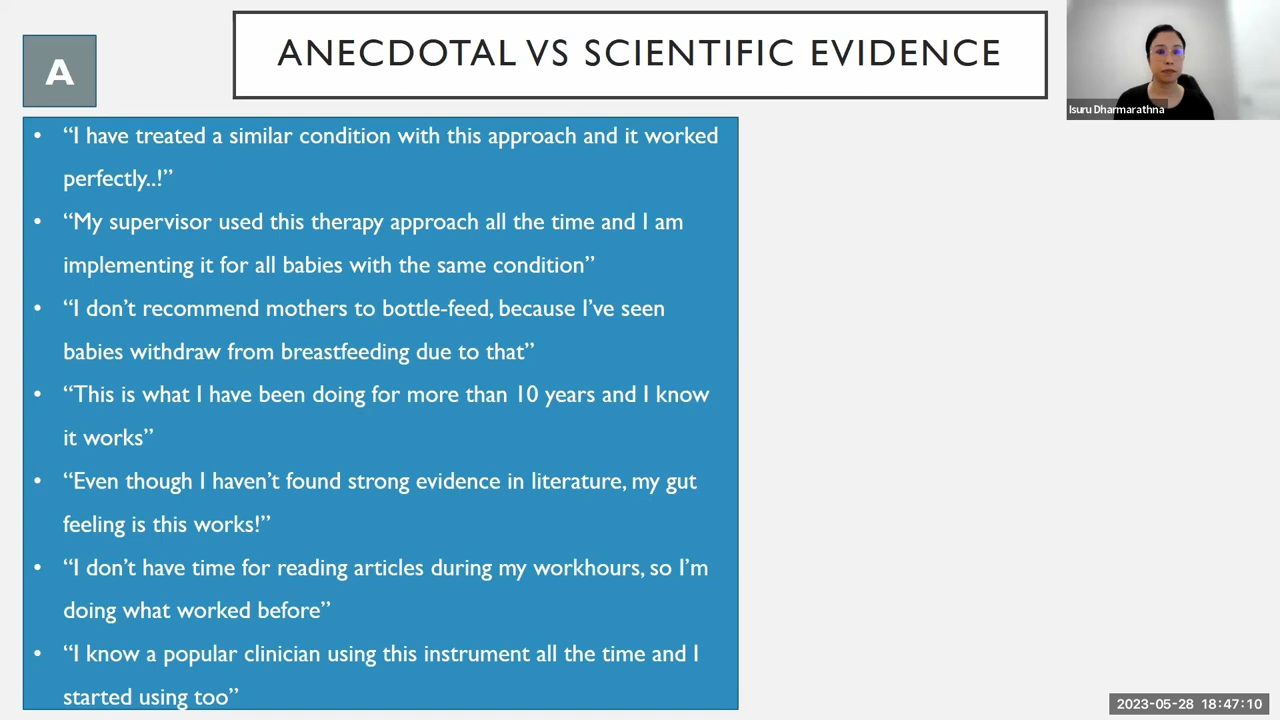 A
ANECDOTAL VS SCIENTIFIC EVIDENCE
Isuru Dharmarathna
• “I have treated a similar condition with this approach and it worked
perfectly..!”
• “My supervisor used this therapy approach all the time and I am
implementing it for all babies with the same condition”
• “I don’t recommend mothers to bottle-feed, because I’ve seen
babies withdraw from breastfeeding due to that”
• “This is what I have been doing for more than 10 years and I know
it works”
• “Even though I haven’t found strong evidence in literature, my gut
feeling is this works!”
• “I don’t have time for reading articles during my workhours, so I’m
doing what worked before”
• “I know a popular clinician using this instrument all the time and I
started using too”
2023-05-28 18:47:10